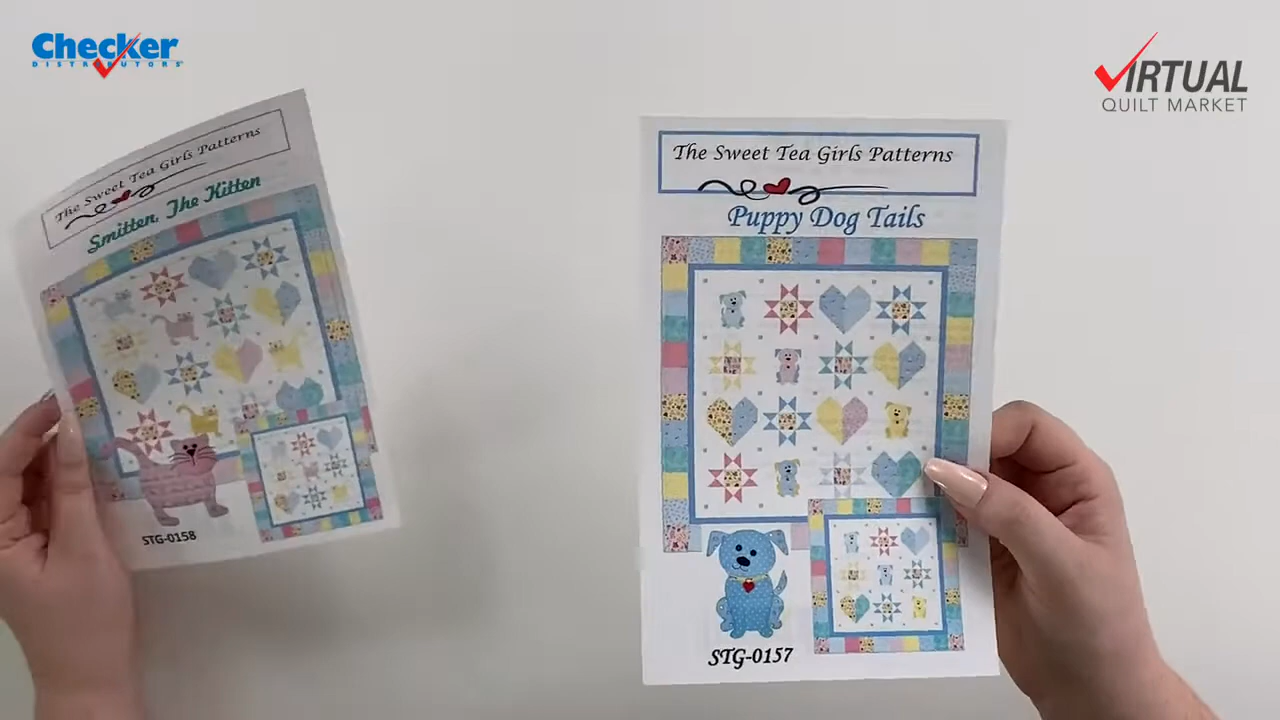 Checker
DISTRIBUTORS
VIRTUAL
QUILT MARKET
The Sweet Tea Girls Patterns
Smitten, The Kitten
STG-0158
The Sweet Tea Girls Patterns
Puppy Dog Tails
STG-0157